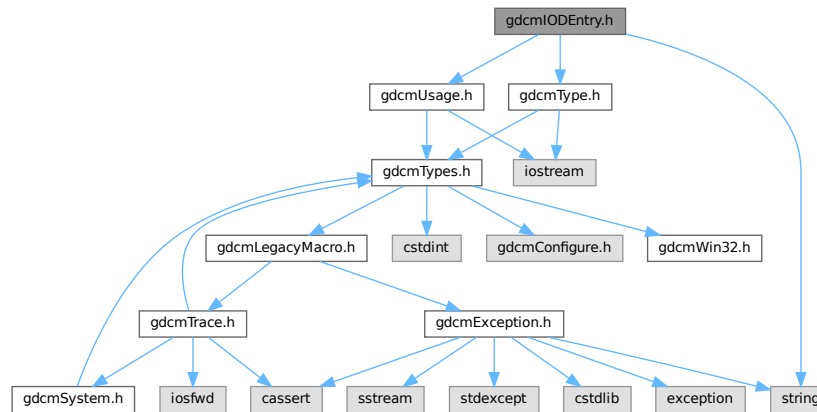 gdcmIODEntry.h
gdcmUsage.h
gdcmType.h
gdcmTypes.h
iostream
gdcmLegacyMacro.h
cstdint
gdcmConfigure.h
gdcmWin32.h
gdcmTrace.h
gdcmException.h
gdcmSystem.h
iosfwd
cassert
sstream
stdexcept
cstdlib
exception
string